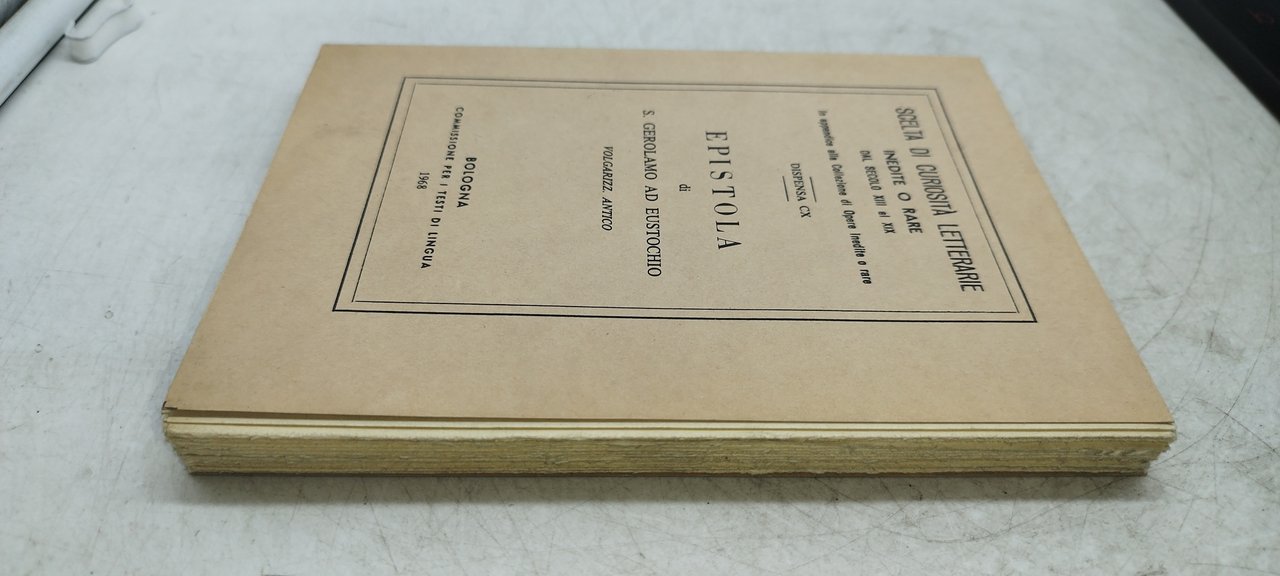 SCELTA DI CURIOSITÀ LETTERARIE
INEDITE O RARE
DAL SECOLO XIII al XIX
In appendice alla Collezione di Opere Inedite o rare
DISPENSA CX
EPISTOLA
di
S. GEROLAMO AD EUSTOCHIO
VOLGARIZZ. ANTICO
BOLOGNA
COMMISSIONE PER I TESTI DI LINGUA
1968